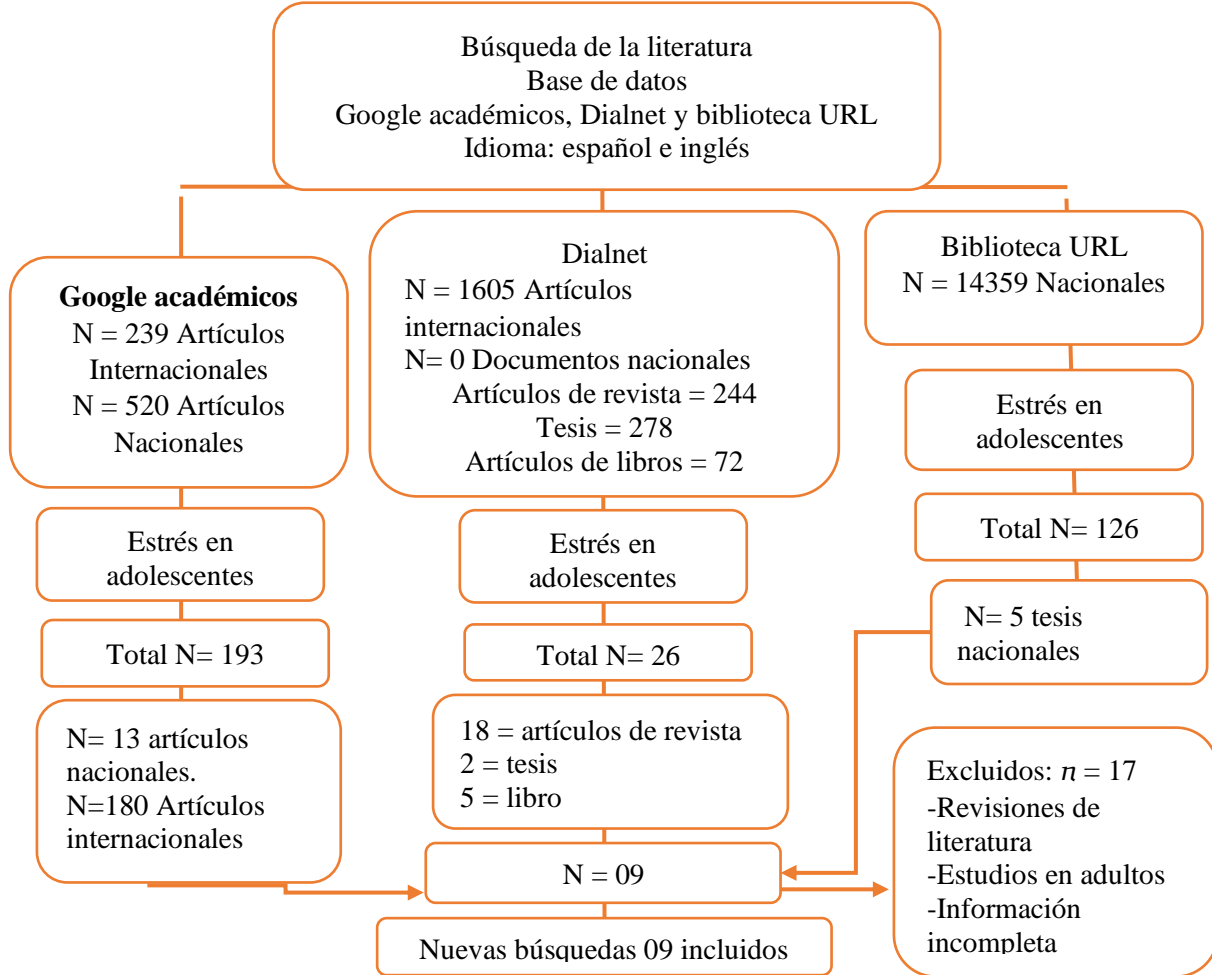 Búsqueda de la literatura
Base de datos
Google académicos, Dialnet y biblioteca URL
Idioma: español e inglés
Google académicos
N = 239 Artículos
Internacionales
N = 520 Artículos
Nacionales
Dialnet
N = 1605 Artículos
internacionales
N= 0 Documentos nacionales
Artículos de revista = 244
Tesis = 278
Artículos de libros = 72
Biblioteca URL
N = 14359 Nacionales
Estrés en
adolescentes
Estrés en
adolescentes
Estrés en
adolescentes
Total N= 193
Total N= 26
Total N= 126
N= 13 artículos
nacionales.
N=180 Artículos
internacionales
18 = artículos de revista
2 = tesis
5 = libro
N= 5 tesis
nacionales
Excluidos: n = 17
-Revisiones de
literatura
-Estudios en adultos
-Información
incompleta
N = 09
Nuevas búsquedas 09 incluidos